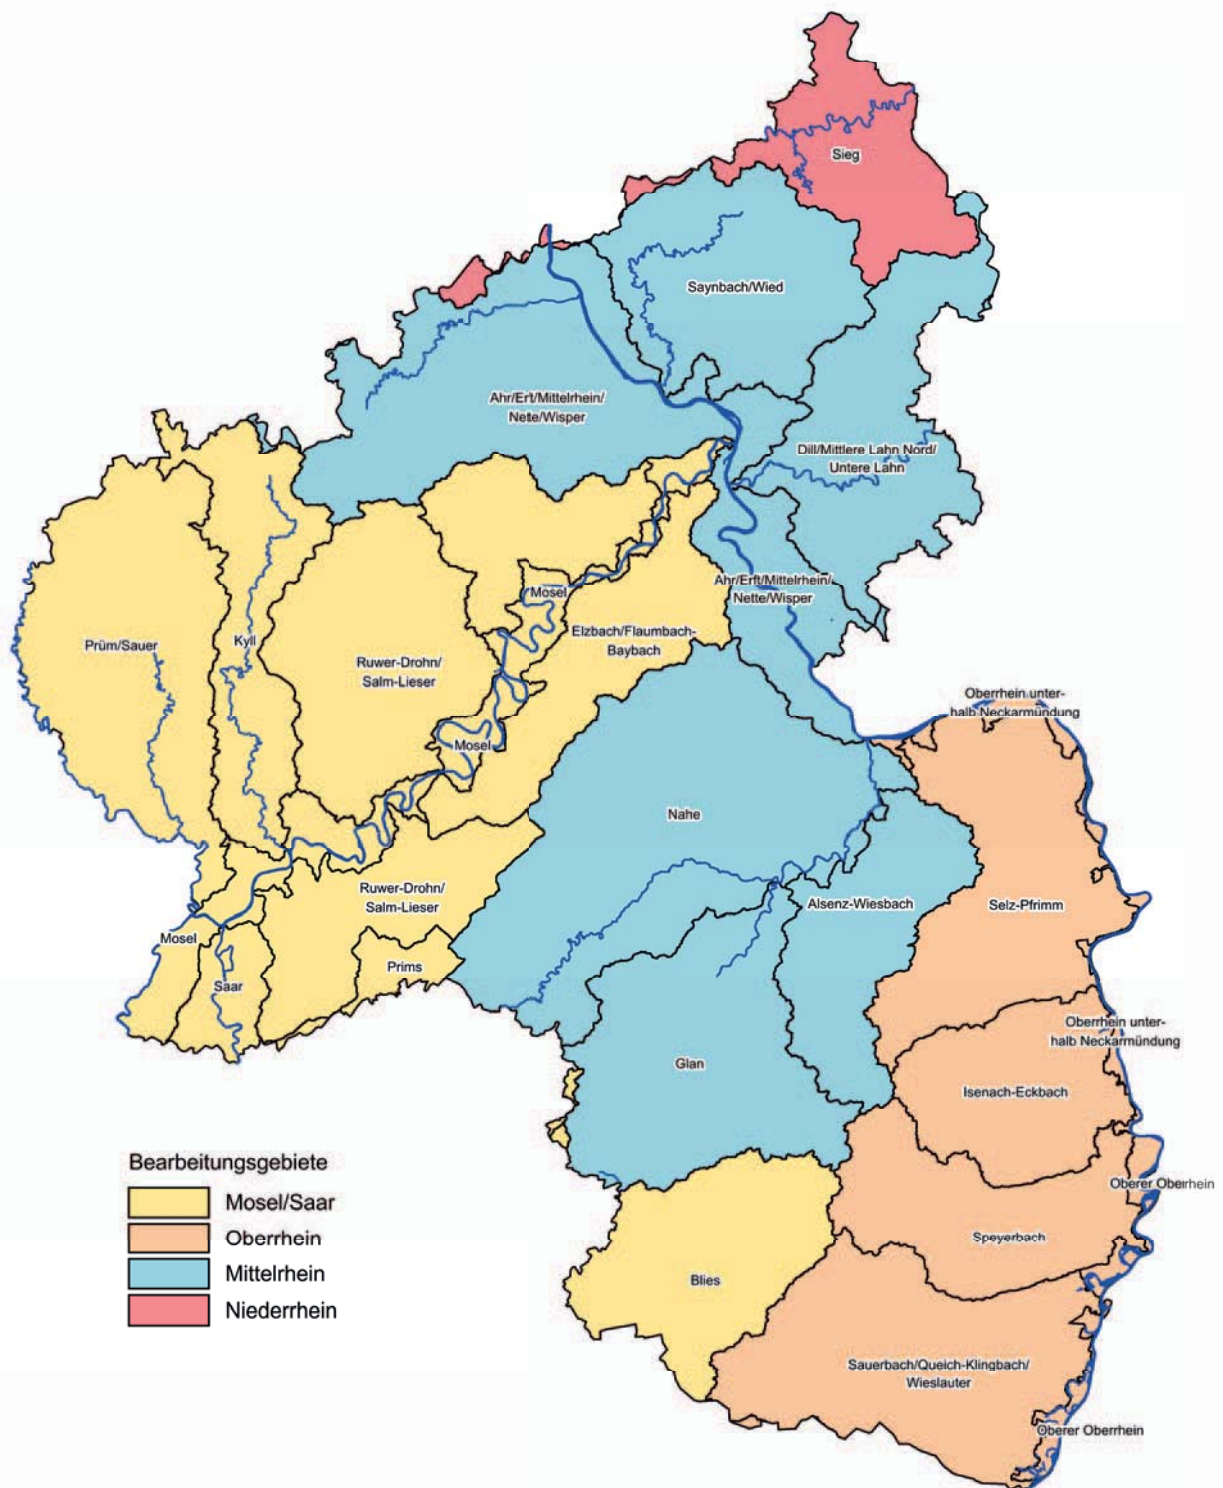 Sieg
Saynbach/Wied
Ahr/Erft/Mittelrhein/
Nette/Wisper
Dill/Mittlere Lahn Nord/
Untere Lahn
Ahr/Erft/Mittelrhein/
Nette/Wisper
Mosel
Elzbach/Flaumbach-
Baybach
Prüm/Sauer
Kyll
Ruwer-Drohn/
Salm-Lieser
Oberrhein unter-
halb Neckarmündung
Mosel
Nahe
Ruwer-Drohn/
Salm-Lieser
Alsenz-Wiesbach
Selz-Pfrimm
Mosel
Prims
Saar
Oberrhein unter-
halb Neckarmündung
Glan
Isenach-Eckbach
Bearbeitungsgebiete
Mosel/Saar
Oberrhein
Mittelrhein
Niederrhein
Oberer Oberrhein
Speyerbach
Blies
Sauerbach/Queich-Klingbach/
Wieslauter
Oberer Oberrhein